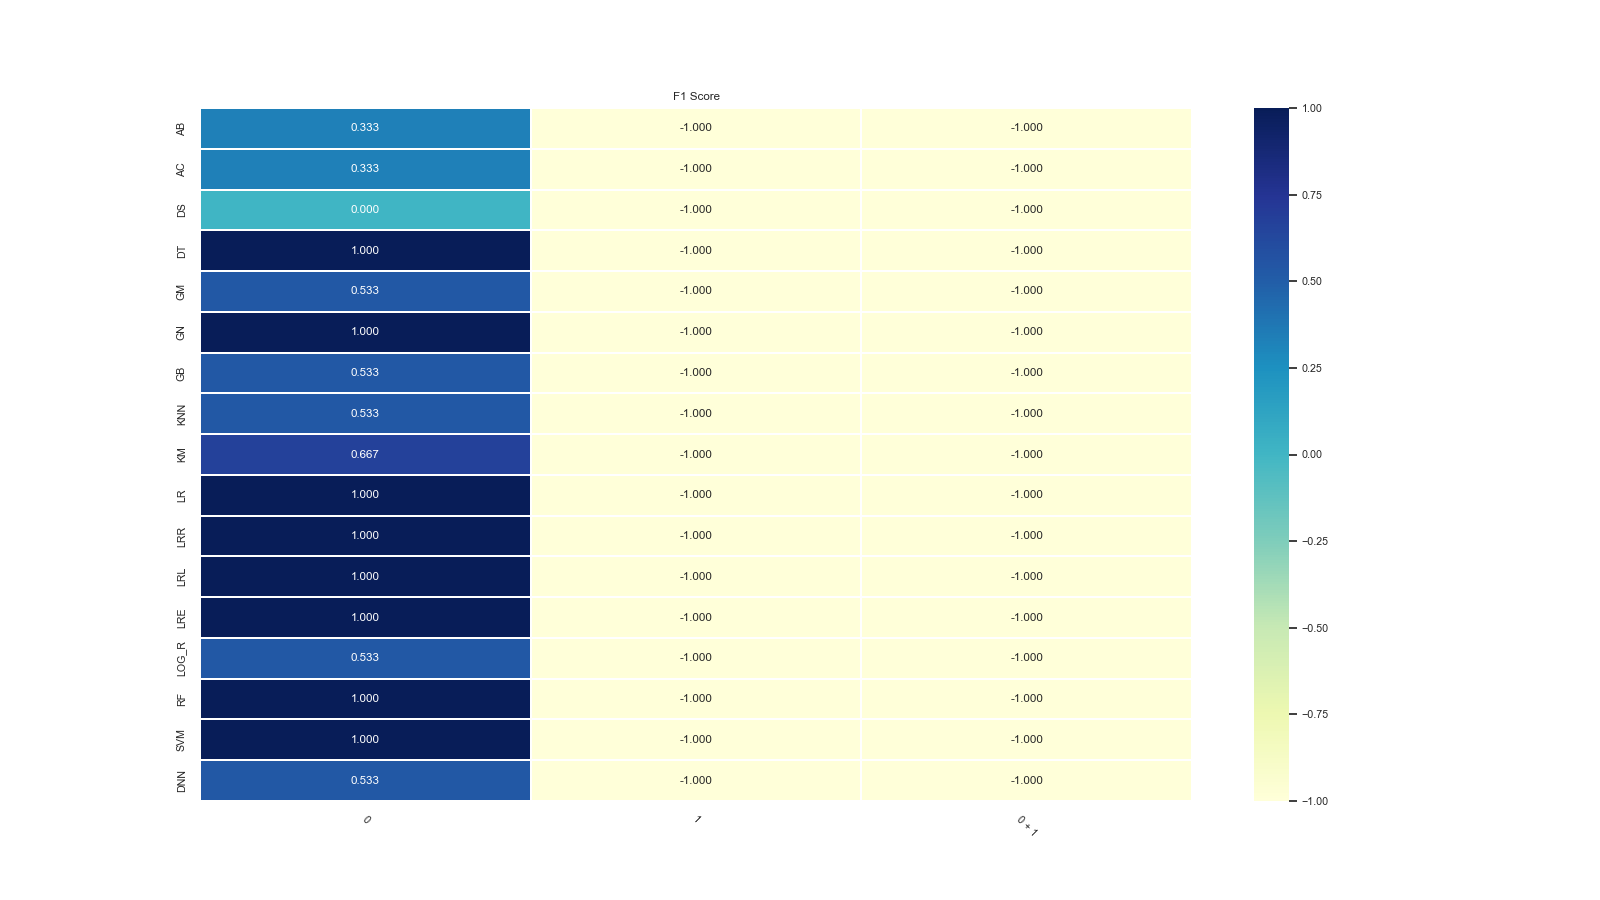 F1 Score
AB 0.333 -1.000 -1.000
AC 0.333 -1.000 -1.000
DS 0.000 -1.000 -1.000
DT 1.000 -1.000 -1.000
GM 0.533 -1.000 -1.000
GN 1.000 -1.000 -1.000
GB 0.533 -1.000 -1.000
KNN 0.533 -1.000 -1.000
KM 0.667 -1.000 -1.000
LR 1.000 -1.000 -1.000
LRR 1.000 -1.000 -1.000
LRL 1.000 -1.000 -1.000
LRE 1.000 -1.000 -1.000
LOG_R 0.533 -1.000 -1.000
RF 1.000 -1.000 -1.000
SVM 1.000 -1.000 -1.000
DNN 0.533 -1.000 -1.000
0 1 0 + 1
1.00
0.75
0.50
0.25
0.00
−0.25
−0.50
−0.75
−1.00